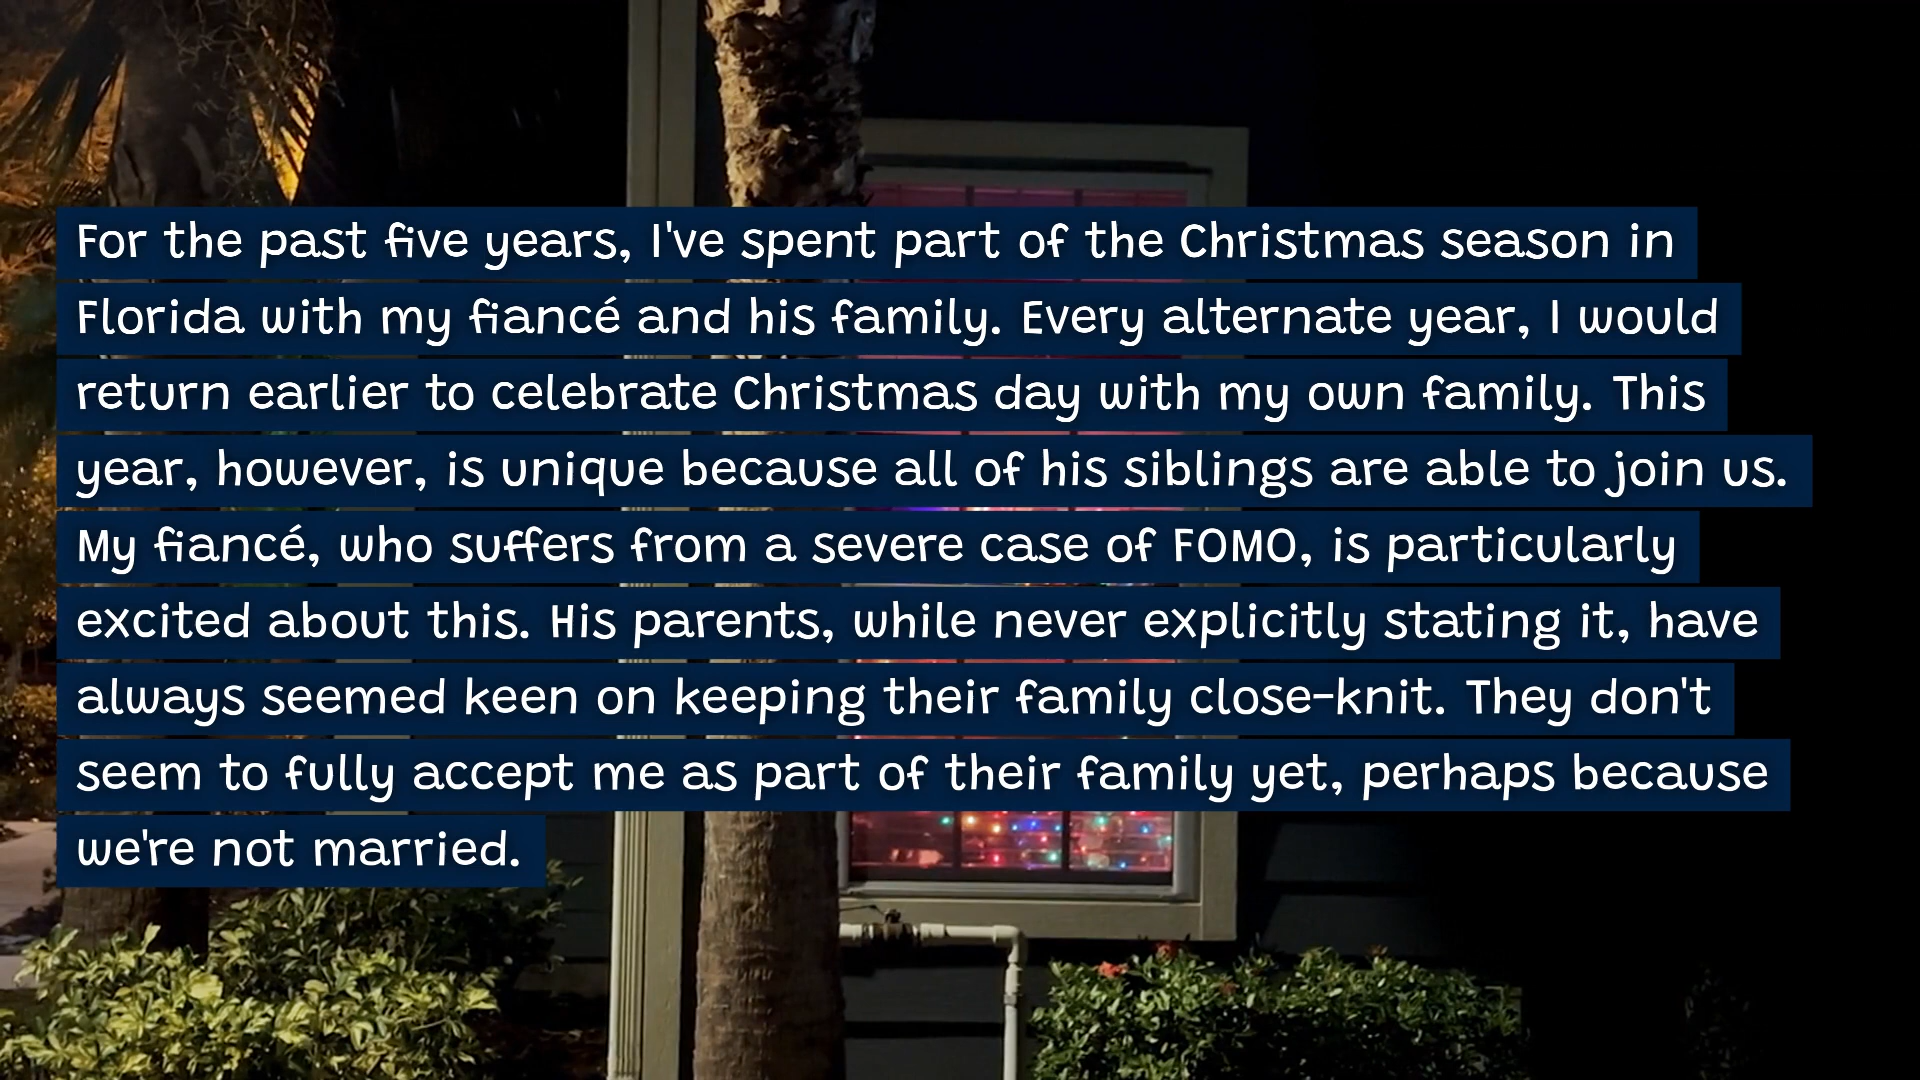 For the past five years, I've spent part of the Christmas season in
Florida with my fiancé and his family. Every alternate year, I would
return earlier to celebrate Christmas day with my own family. This
year, however, is unique because all of his siblings are able to join us.
My fiancé, who suffers from a severe case of FOMO, is particularly
excited about this. His parents, while never explicitly stating it, have
always seemed keen on keeping their family close-knit. They don't
seem to fully accept me as part of their family yet, perhaps because
we're not married.